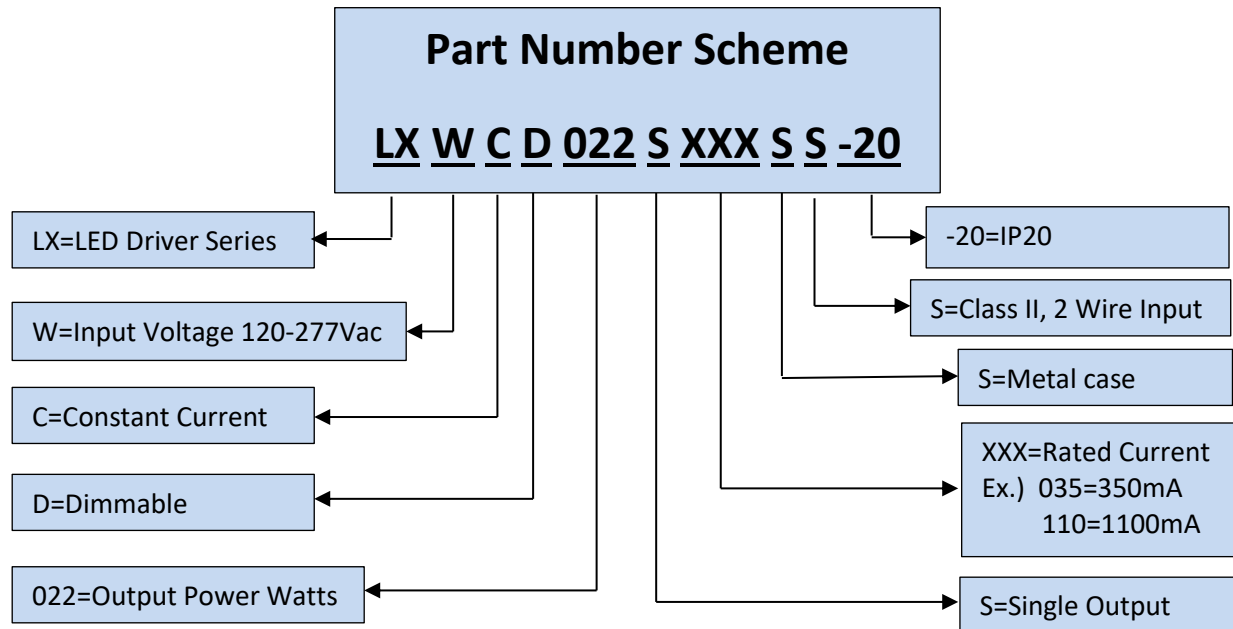 Part Number Scheme
LX W C D 022 S XXX S S -20
LX=LED Driver Series
W=Input Voltage 120-277Vac
C=Constant Current
D=Dimmable
022=Output Power Watts
-20=IP20
S=Class II, 2 Wire Input
S=Metal case
XXX=Rated Current
Ex.) 035=350mA
110=1100mA
S=Single Output